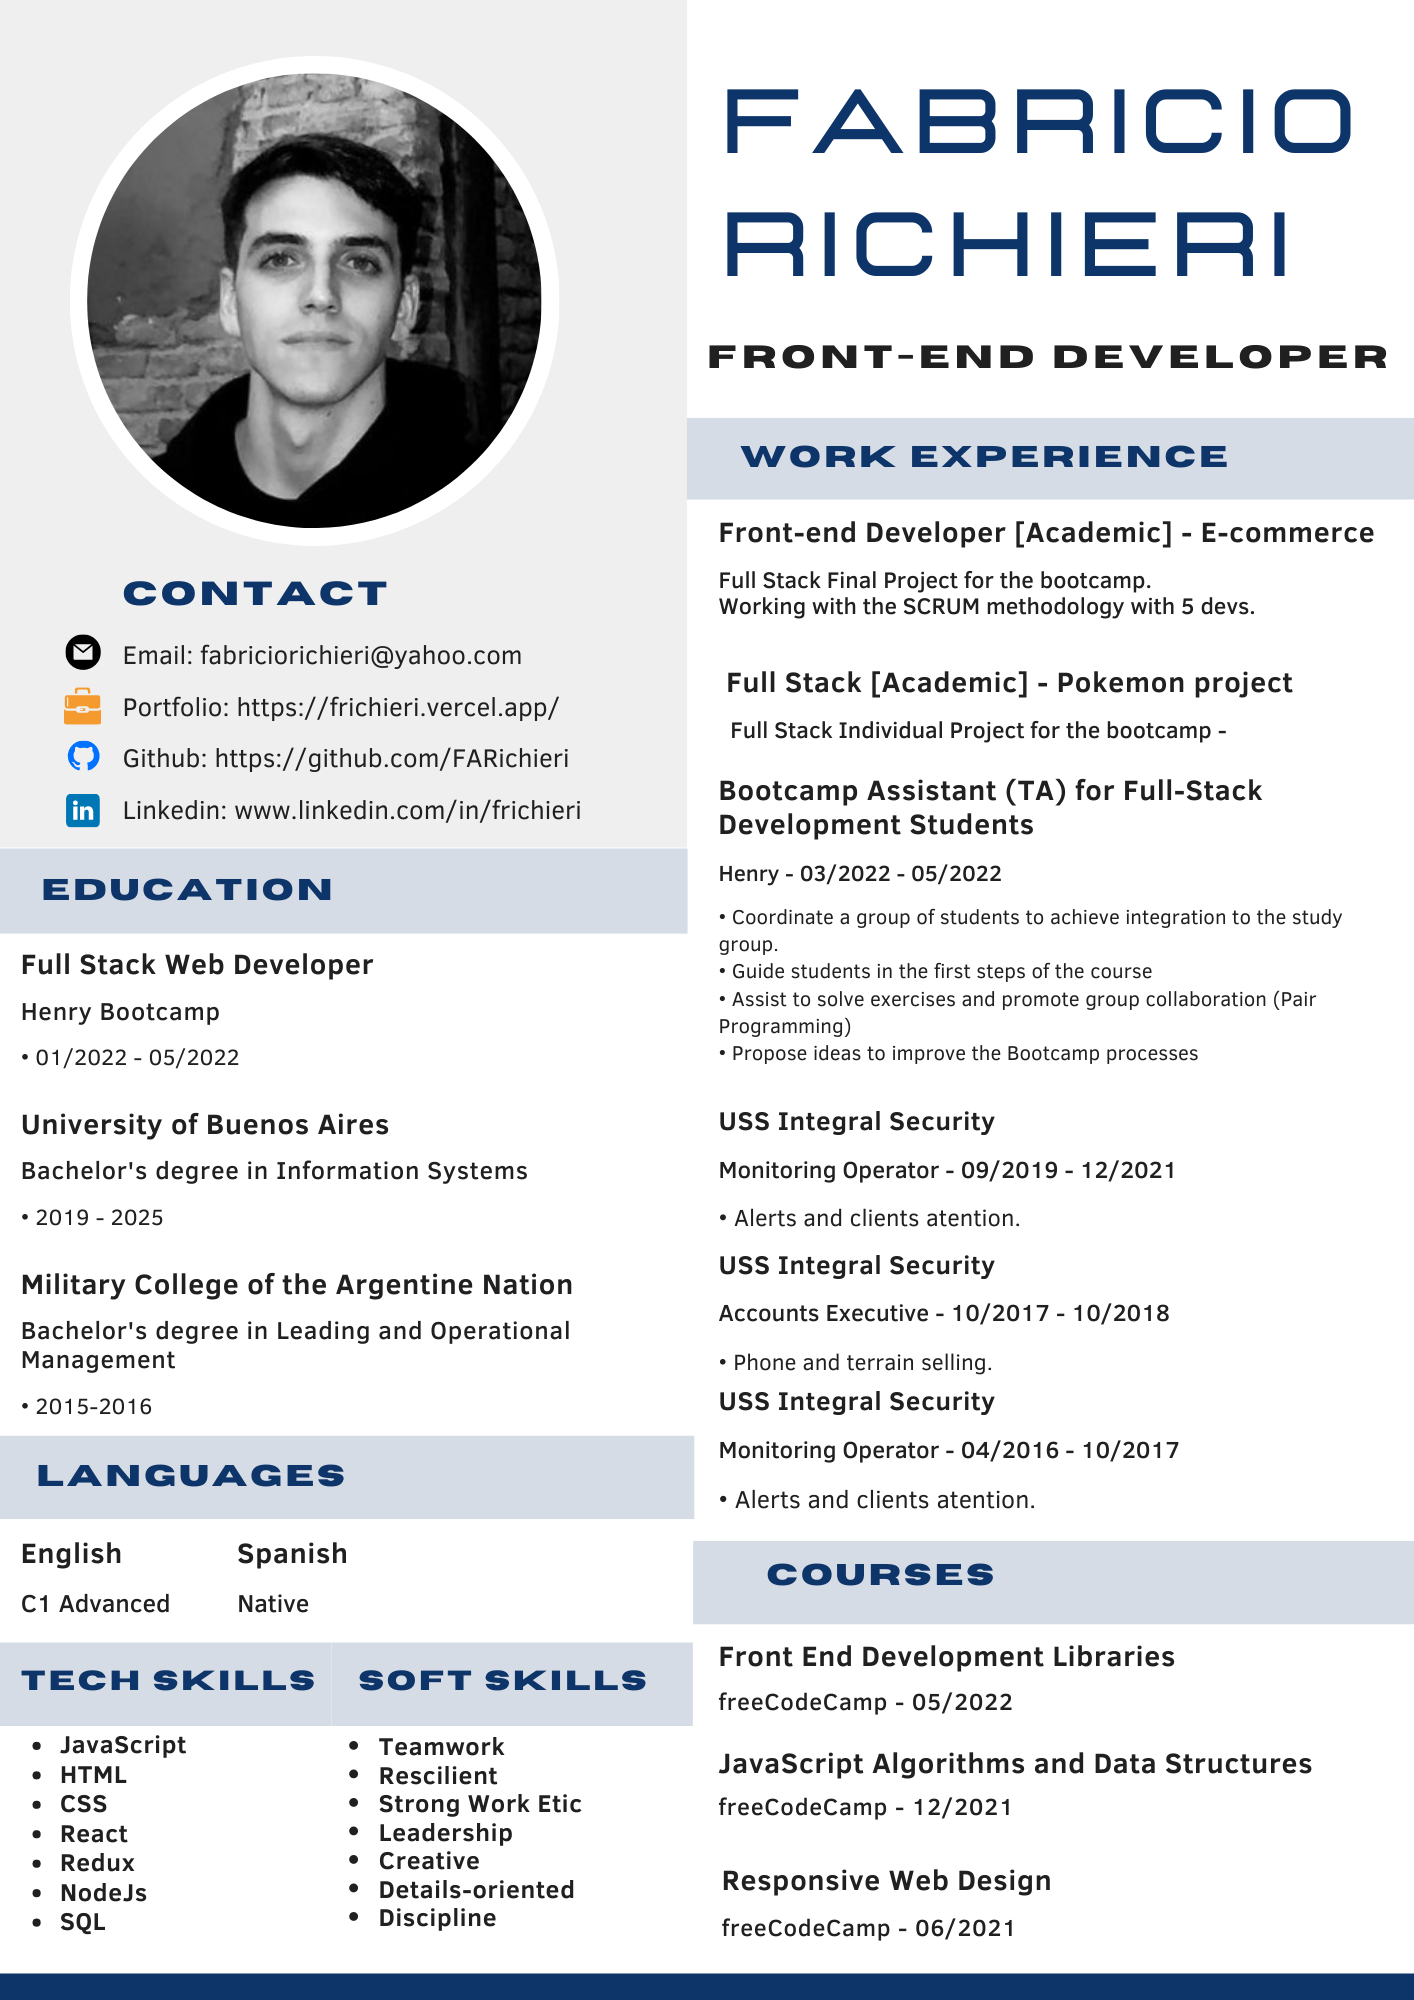 FABRICIO
RICHIERI
FRONT-END DEVELOPER
CONTACT
Email: fabriciorichieri@yahoo.com
Portfolio: https://frichieri.vercel.app/
Github: https://github.com/FARichieri
in
Linkedin: www.linkedin.com/in/frichieri
EDUCATION
Full Stack Web Developer
Henry Bootcamp
• 01/2022 - 05/2022
University of Buenos Aires
Bachelor's degree in Information Systems
• 2019 - 2025
Military College of the Argentine Nation
Bachelor's degree in Leading and Operational
Management
• 2015-2016
LANGUAGES
English
C1 Advanced
Spanish
Native
TECH SKILLS
• JavaScript
• HTML
• CSS
• React
• Redux
• NodeJs
• SQL
SOFT SKILLS
• Teamwork
• Rescilient
• Strong Work Etic
• Leadership
• Creative
• Details-oriented
• Discipline
WORK EXPERIENCE
Front-end Developer [Academic] - E-commerce
Full Stack Final Project for the bootcamp.
Working with the SCRUM methodology with 5 devs.
Full Stack [Academic] - Pokemon project
Full Stack Individual Project for the bootcamp -
Bootcamp Assistant (TA) for Full-Stack
Development Students
Henry - 03/2022 - 05/2022
• Coordinate a group of students to achieve integration to the study
group.
• Guide students in the first steps of the course
• Assist to solve exercises and promote group collaboration (Pair
Programming)
• Propose ideas to improve the Bootcamp processes
USS Integral Security
Monitoring Operator - 09/2019 - 12/2021
• Alerts and clients atention.
USS Integral Security
Accounts Executive - 10/2017 - 10/2018
• Phone and terrain selling.
USS Integral Security
Monitoring Operator - 04/2016 - 10/2017
• Alerts and clients atention.
COURSES
Front End Development Libraries
freeCodeCamp - 05/2022
JavaScript Algorithms and Data Structures
freeCodeCamp - 12/2021
Responsive Web Design
freeCodeCamp - 06/2021